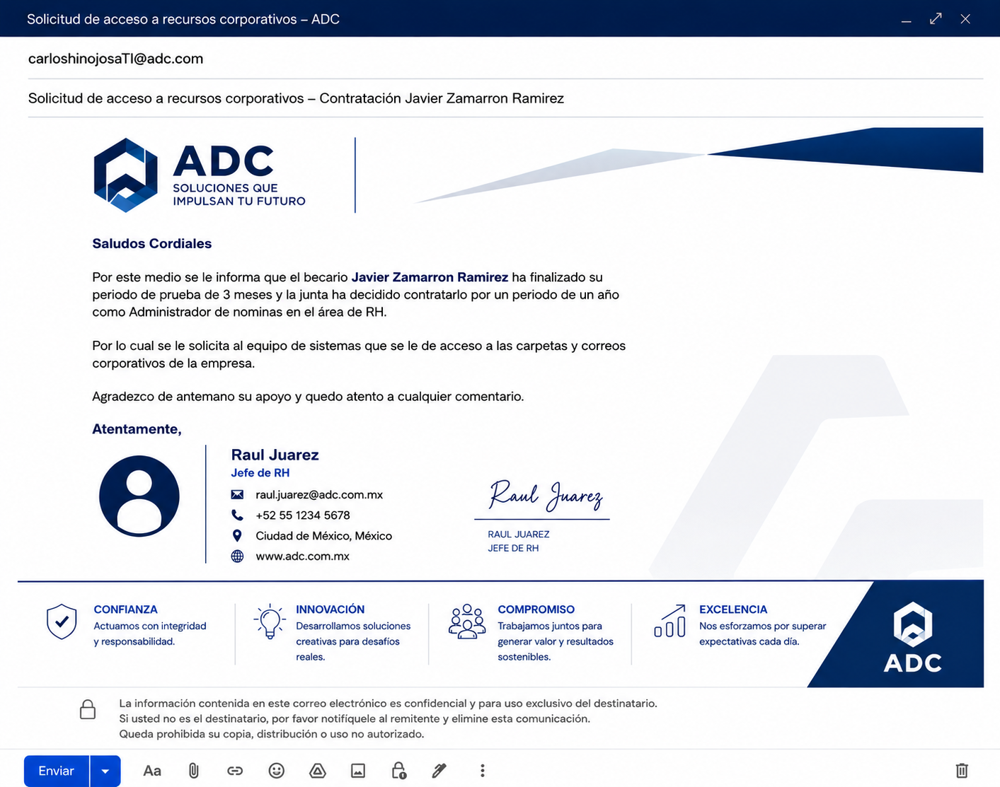 Solicitud de acceso a recursos corporativos – ADC
carloshinojosaTI@adc.com
Solicitud de acceso a recursos corporativos – Contratación Javier Zamarron Ramirez
ADC
SOLUCIONES QUE
IMPULSAN TU FUTURO
Saludos Cordiales
Por este medio se le informa que el becario Javier Zamarron Ramirez ha finalizado su
periodo de prueba de 3 meses y la junta ha decidido contratarlo por un periodo de un año
como Administrador de nominas en el área de RH.
Por lo cual se le solicita al equipo de sistemas que se le de acceso a las carpetas y correos
corporativos de la empresa.
Agradezco de antemano su apoyo y quedo atento a cualquier comentario.
Atentamente,
Raul Juarez
Jefe de RH
raul.juarez@adc.com.mx
+52 55 1234 5678
Ciudad de México, México
www.adc.com.mx
Raul Juarez
RAUL JUAREZ
JEFE DE RH
CONFIANZA
Actuamos con integridad
y responsabilidad.
INNOVACIÓN
Desarrollamos soluciones
creativas para desafíos
reales.
COMPROMISO
Trabajamos juntos para
generar valor y resultados
sostenibles.
EXCELENCIA
Nos esforzamos por superar
expectativas cada día.
ADC
La información contenida en este correo electrónico es confidencial y para uso exclusivo del destinatario.
Si usted no es el destinatario, por favor notifíquele al remitente y elimine esta comunicación.
Queda prohibida su copia, distribución o uso no autorizado.
Enviar
Aa